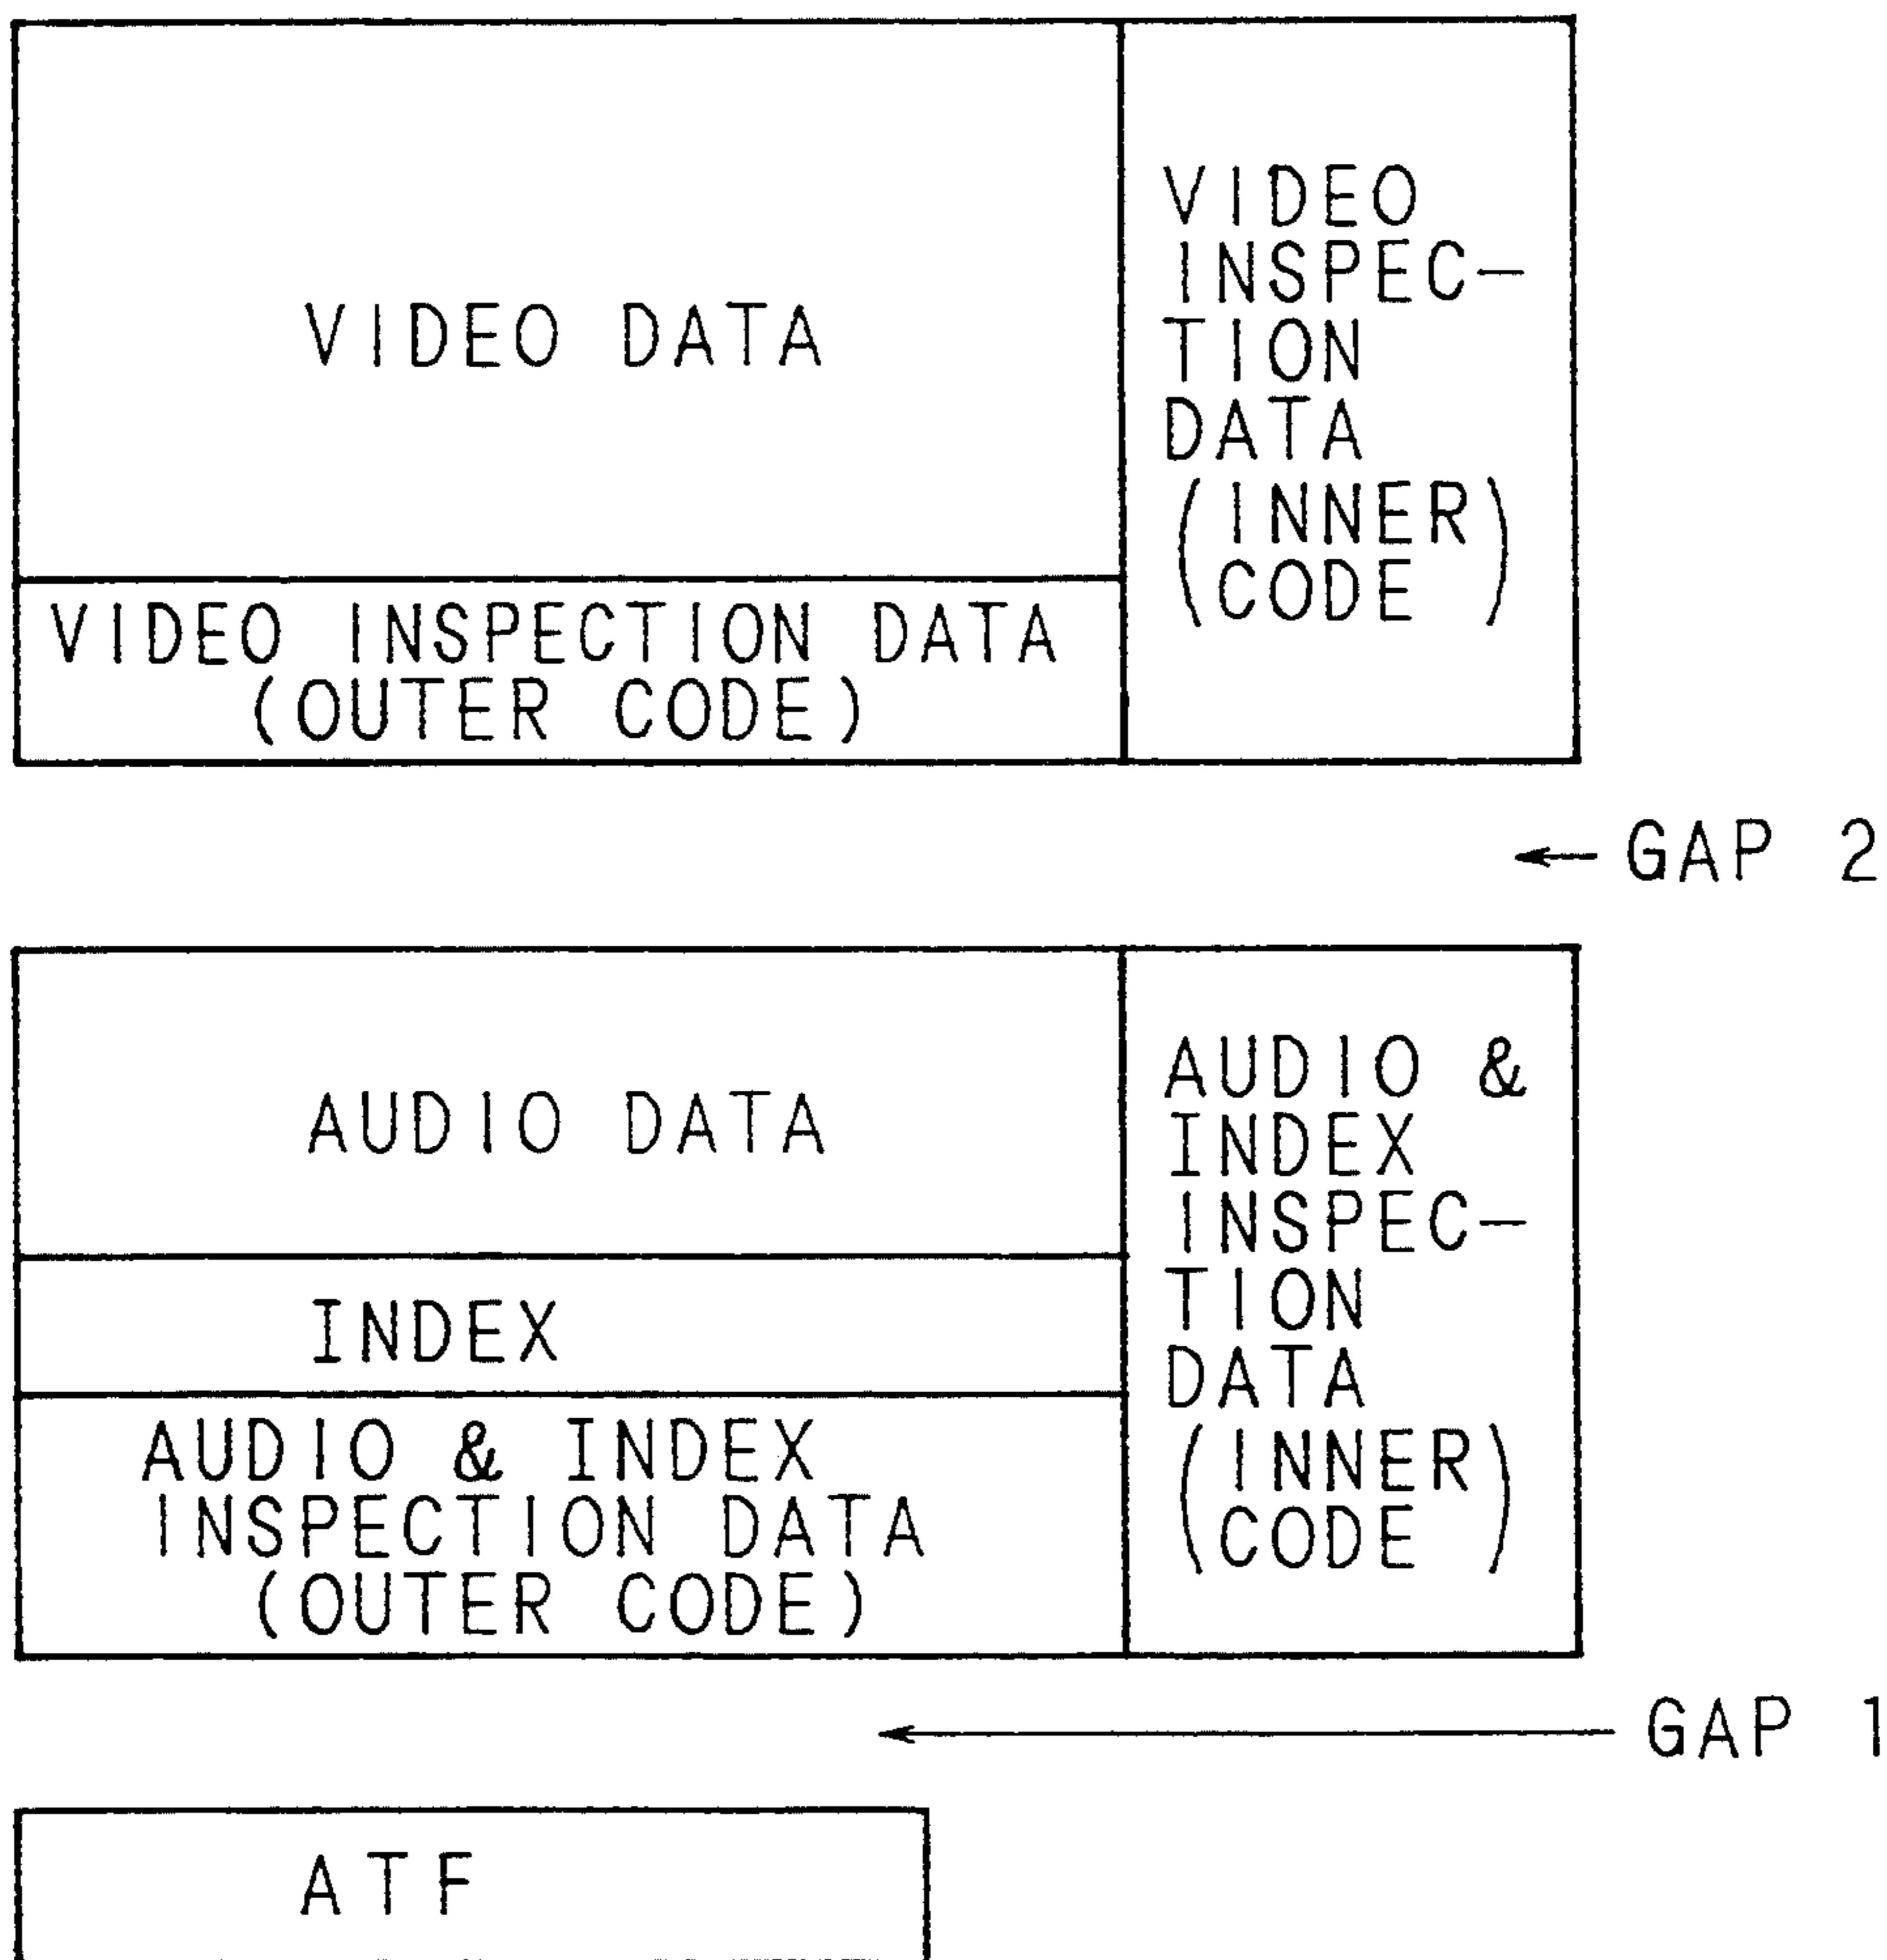 VIDEO DATA
VIDEO INSPECTION DATA
(OUTER CODE)
VIDEO
INSPEC-
TION
DATA
(INNER
CODE)
GAP 2
AUDIO DATA
INDEX
AUDIO & INDEX
INSPECTION DATA
(OUTER CODE)
AUDIO &
INDEX
INSPEC-
TION
DATA
(INNER
CODE)
GAP 1
ATF